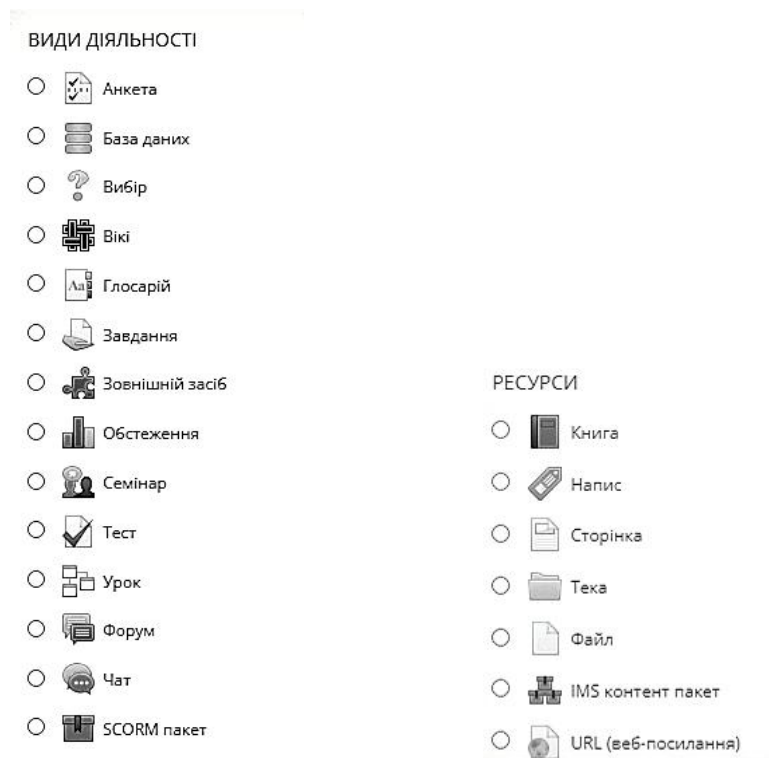 ВИДИ ДІЯЛЬНОСТІ
Анкета
База даних
Вибір
Вікі
Глосарій
Завдання
Зовнішній засіб
Обстеження
Семінар
Тест
Урок
Форум
Чат
SCORM пакет
РЕСУРСИ
Книга
Напис
Сторінка
Тека
Файл
IMS контент пакет
URL (веб-посилання)